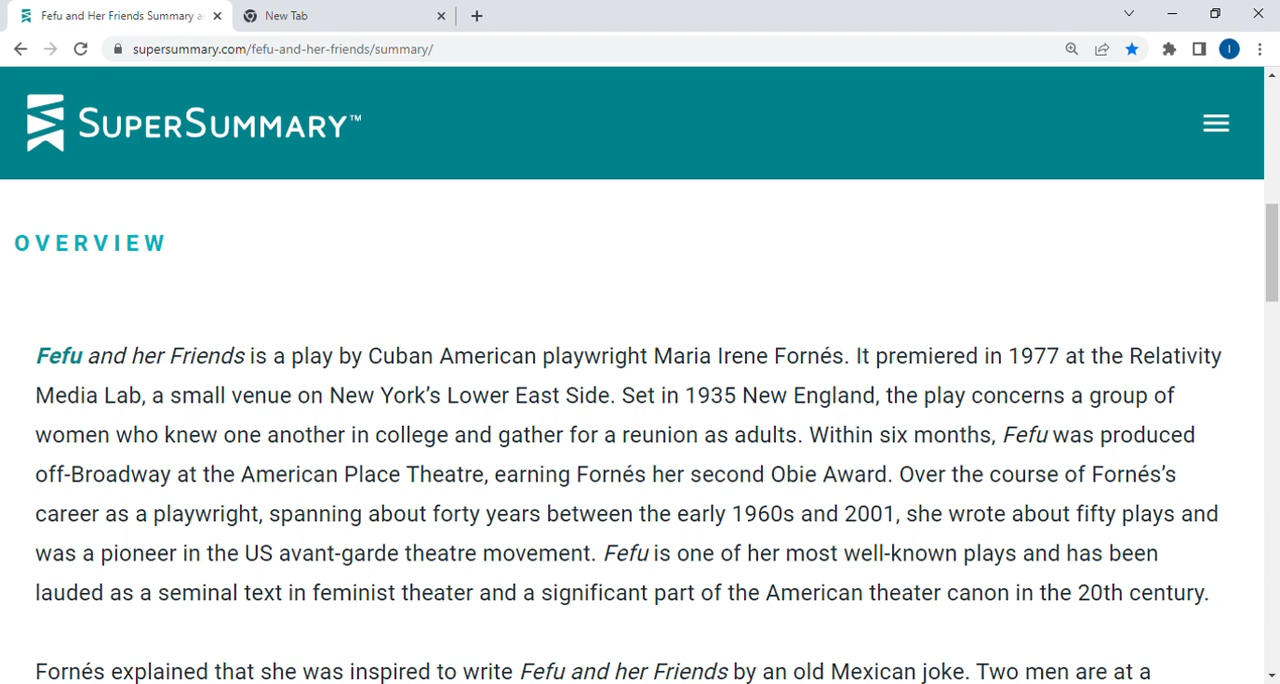 Fefu and Her Friends Summary a
New Tab
supersummary.com/fefu-and-her-friends/summary/
I
SUPERSUMMARY™
OVERVIEW
Fefu and her Friends is a play by Cuban American playwright Maria Irene Fornés. It premiered in 1977 at the Relativity
Media Lab, a small venue on New York’s Lower East Side. Set in 1935 New England, the play concerns a group of
women who knew one another in college and gather for a reunion as adults. Within six months, Fefu was produced
off-Broadway at the American Place Theatre, earning Fornés her second Obie Award. Over the course of Fornés’s
career as a playwright, spanning about forty years between the early 1960s and 2001, she wrote about fifty plays and
was a pioneer in the US avant-garde theatre movement. Fefu is one of her most well-known plays and has been
lauded as a seminal text in feminist theater and a significant part of the American theater canon in the 20th century.
Fornés explained that she was inspired to write Fefu and her Friends by an old Mexican joke. Two men are at a